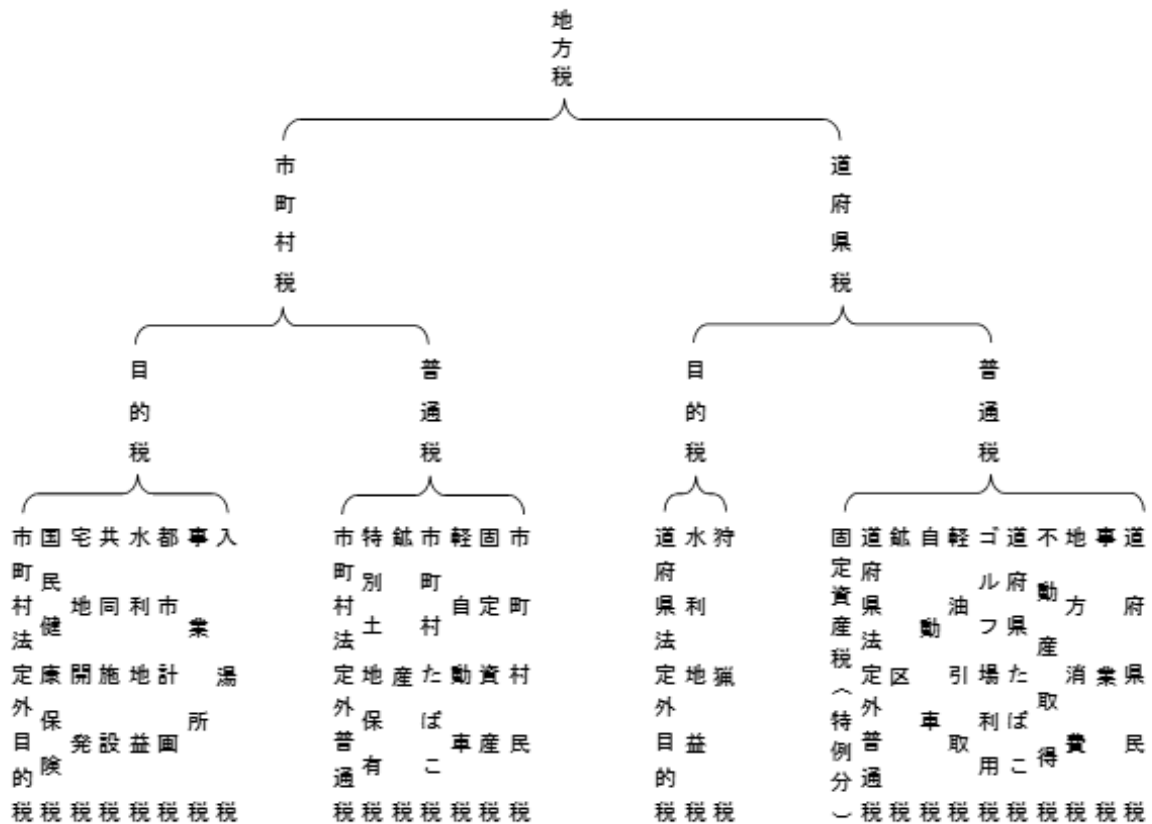 地方税
道府県税
市町村税
普通税
目的税
普通税
目的税
道府県民税
事業税
地方消費税
不動産取得税
道府県たばこ税
ゴルフ場利用税
軽油引取税
自動車税
鉱区税
道府県法定外普通税
固定資産税(特例分)
狩猟税
水利地益税
道府県法定外目的税
市町村民税
固定資産税
軽自動車税
市町村たばこ税
鉱産税
特別土地保有税
市町村法定外普通税
入湯税
事業所税
都市計画税
水利地益税
共同施設税
宅地開発税
国民健康保険税
市町村法定外目的税